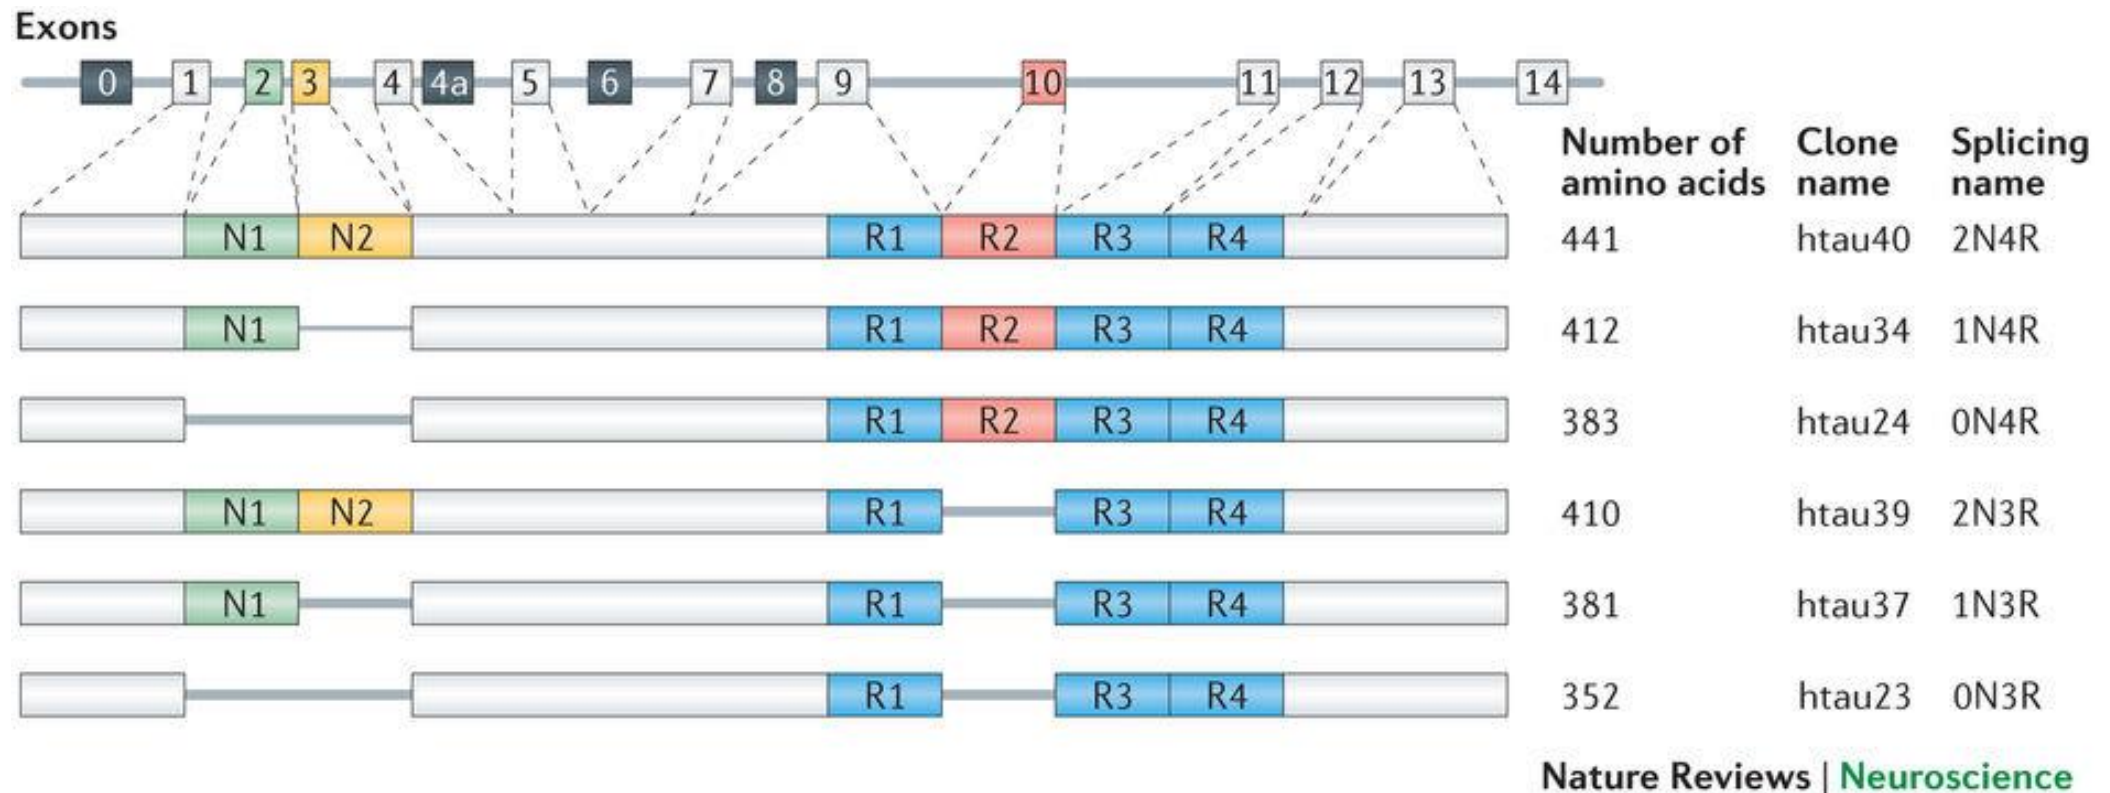 Exons
0 1 2 3 4 4a 5 6 7 8 9 10 11 12 13 14
Number of amino acids Clone name Splicing name
N1 N2 R1 R2 R3 R4 441 htau40 2N4R
N1 R1 R2 R3 R4 412 htau34 1N4R
R1 R2 R3 R4 383 htau24 0N4R
N1 N2 R1 R3 R4 410 htau39 2N3R
N1 R1 R3 R4 381 htau37 1N3R
R1 R3 R4 352 htau23 0N3R
Nature Reviews | Neuroscience